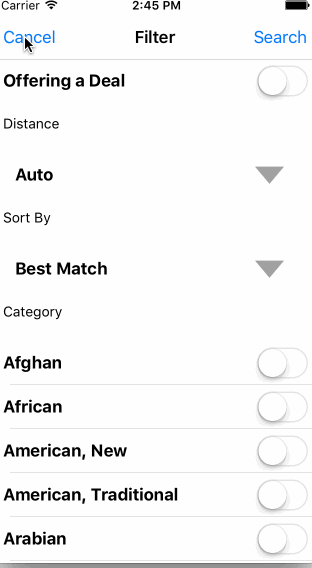 Carrier 2:45 PM
Cancel Filter Search
Offering a Deal
Distance
Auto
Sort By
Best Match
Category
Afghan
African
American, New
American, Traditional
Arabian